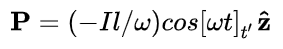 𝐏 = (−Il/ω)cos[ωt]ₜ′ 𝐳̂